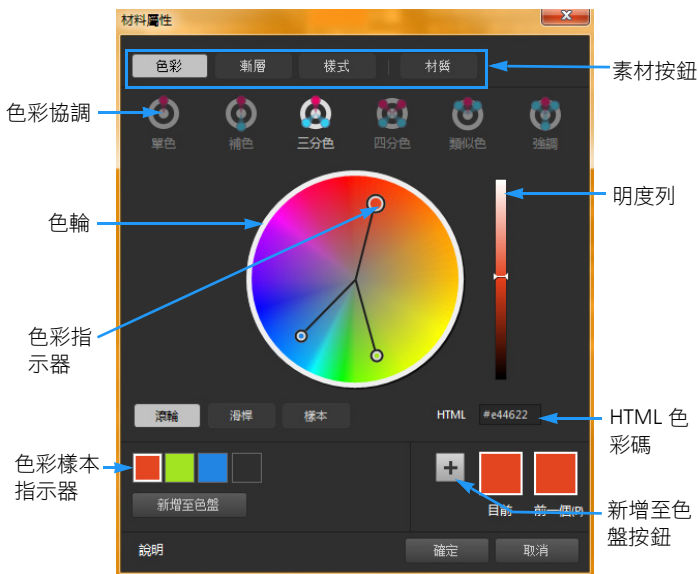 材料屬性
x
色彩
漸層
樣式
材質
素材按鈕
色彩協調
單色
補色
三分色
四分色
類似色
強調
明度列
色輪
色彩指
示器
滾輪
滑桿
樣本
HTML
#e44622
HTML 色
彩碼
色彩樣本
指示器
+
新增至色盤
目前
前一個(P)
新增至色
盤按鈕
說明
確定
取消